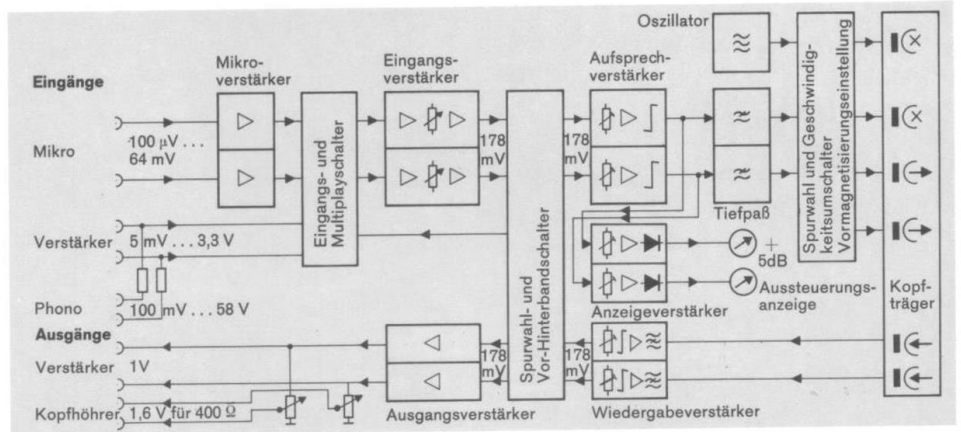 Oszillator
Mikro-
verstärker
Eingangs-
verstärker
Aufsprech-
verstärker
Eingänge
Mikro
100 µV ...
64 mV
Eingangs- und
Multiplayschalter
178
mV
Spurwahl- und
Vor-Hinterbandschalter
178
mV
Tiefpaß
Spurwahl und Geschwindig-
keitsumschalter
Vormagnetisierungseinstellung
Verstärker
5 mV ... 3,3 V
+
5dB
Phono
100 mV ... 58 V
Anzeigeverstärker
Aussteuerungs-
anzeige
Kopf-
träger
Ausgänge
Verstärker
1V
178
mV
178
mV
Kopfhöhrer
1,6 V für 400 Ω
Ausgangsverstärker
Wiedergabeverstärker